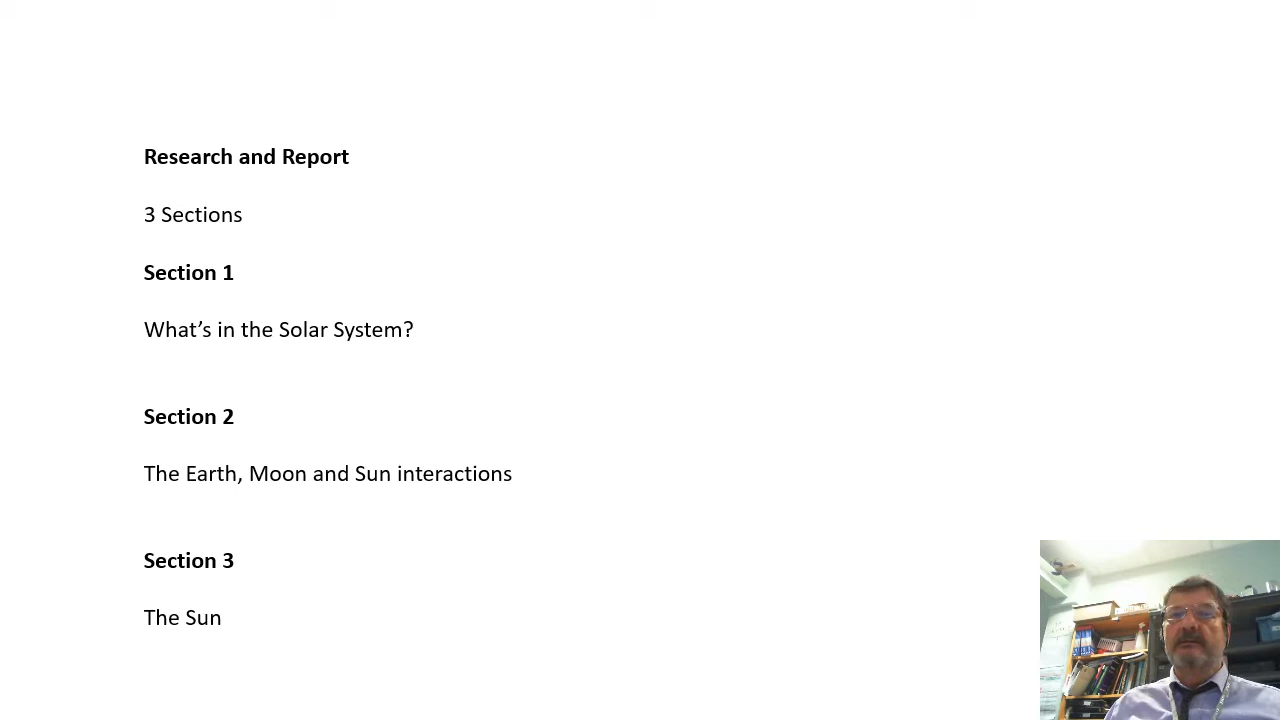 Research and Report
3 Sections
Section 1
What's in the Solar System?
Section 2
The Earth, Moon and Sun interactions
Section 3
The Sun